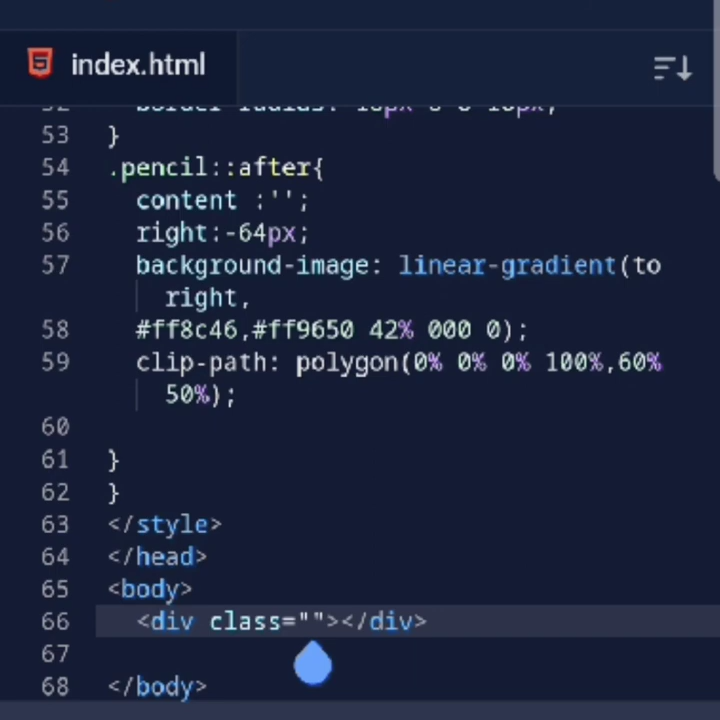 index.html
53 }
54 .pencil::after{
55 content :'';
56 right:-64px;
57 background-image: linear-gradient(to
right,
58 #ff8c46,#ff9650 42% 000 0);
59 clip-path: polygon(0% 0% 0% 100%,60%
50%);
60
61 }
62 }
63 </style>
64 </head>
65 <body>
66 <div class=""></div>
67
68 </body>